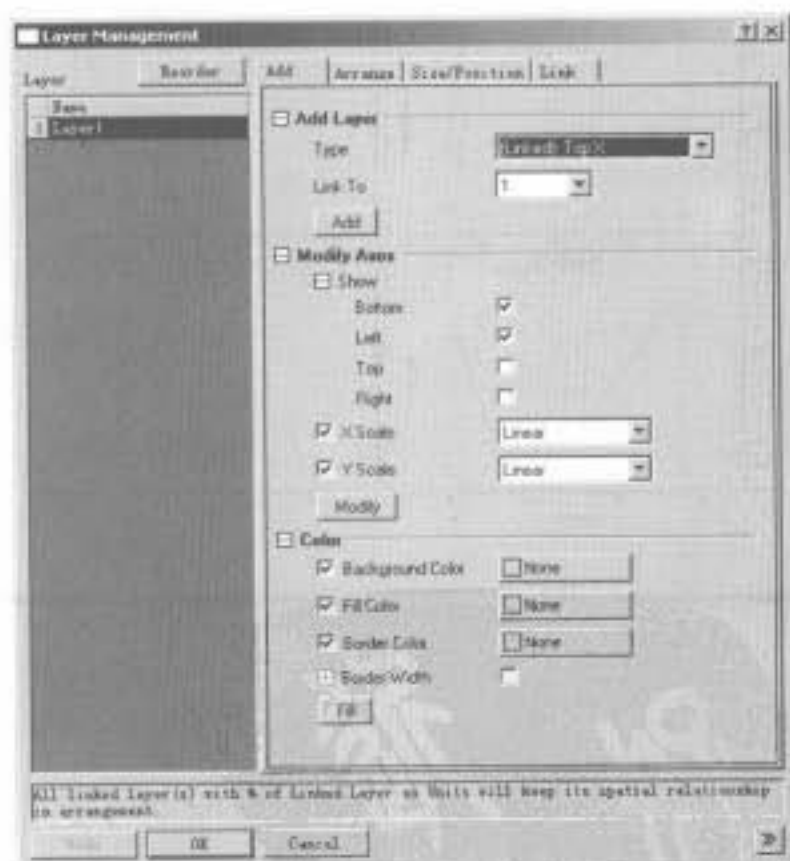 Layer Management
Layer Reorder
Name
1 Layer1
Add Arrange Size/Position Link
Add Layer
Type (Linked): Top X
Link To 1
Add
Modify Axes
Show
Bottom
Left
Top
Right
X Scale Linear
Y Scale Linear
Modify
Color
Background Color None
Fill Color None
Border Color None
Border Width
Fill
All linked Layer(s) with % of Linked Layer as Units will keep its spatial relationship
in arrangement.
OK Cancel